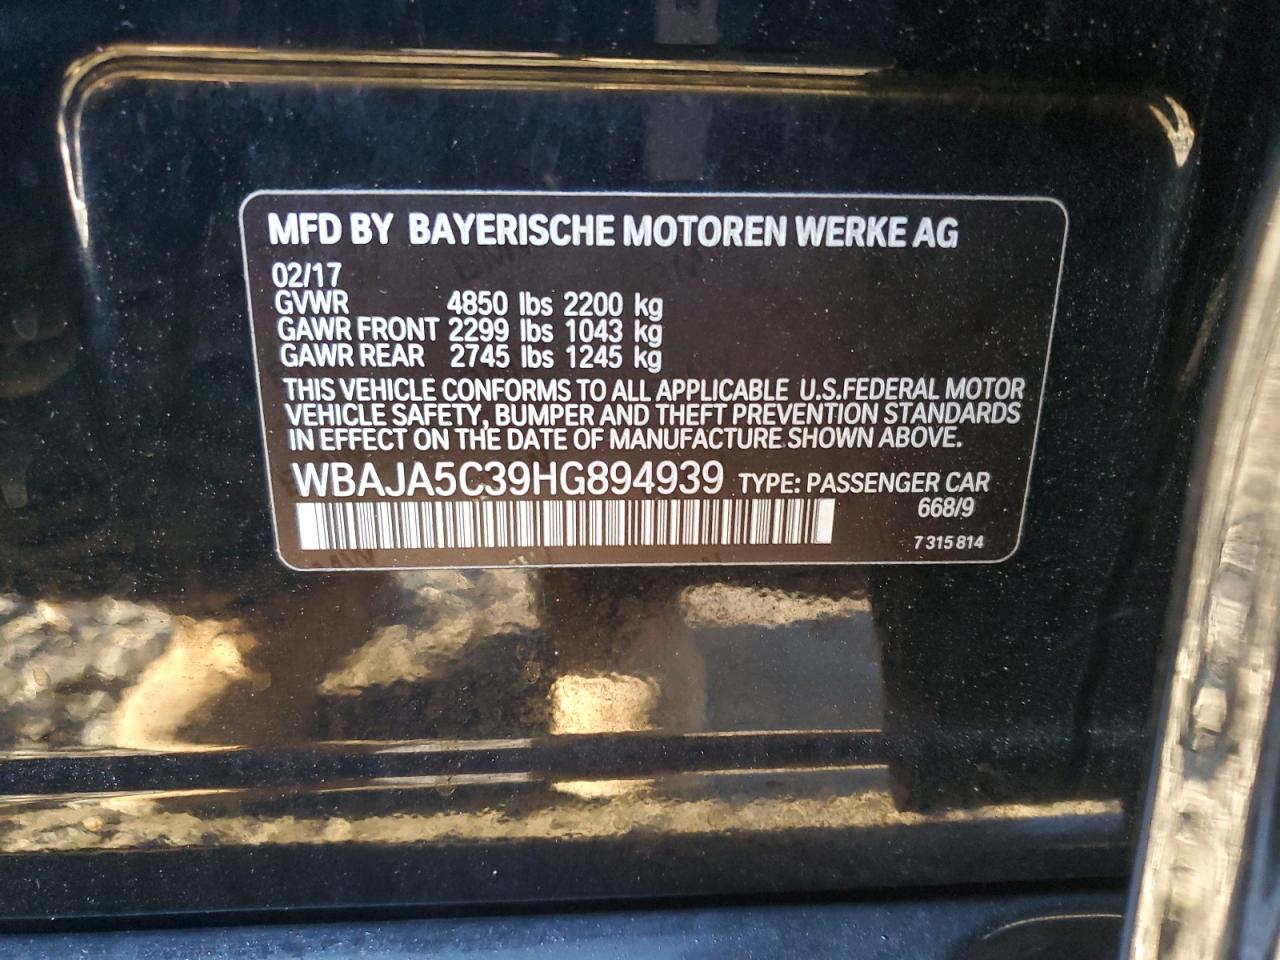 MFD BY BAYERISCHE MOTOREN WERKE AG
02/17
GVWR 4850 lbs 2200 kg
GAWR FRONT 2299 lbs 1043 kg
GAWR REAR 2745 lbs 1245 kg
THIS VEHICLE CONFORMS TO ALL APPLICABLE U.S.FEDERAL MOTOR
VEHICLE SAFETY, BUMPER AND THEFT PREVENTION STANDARDS
IN EFFECT ON THE DATE OF MANUFACTURE SHOWN ABOVE.
WBAJA5C39HG894939 TYPE: PASSENGER CAR
668/9
7 315 814